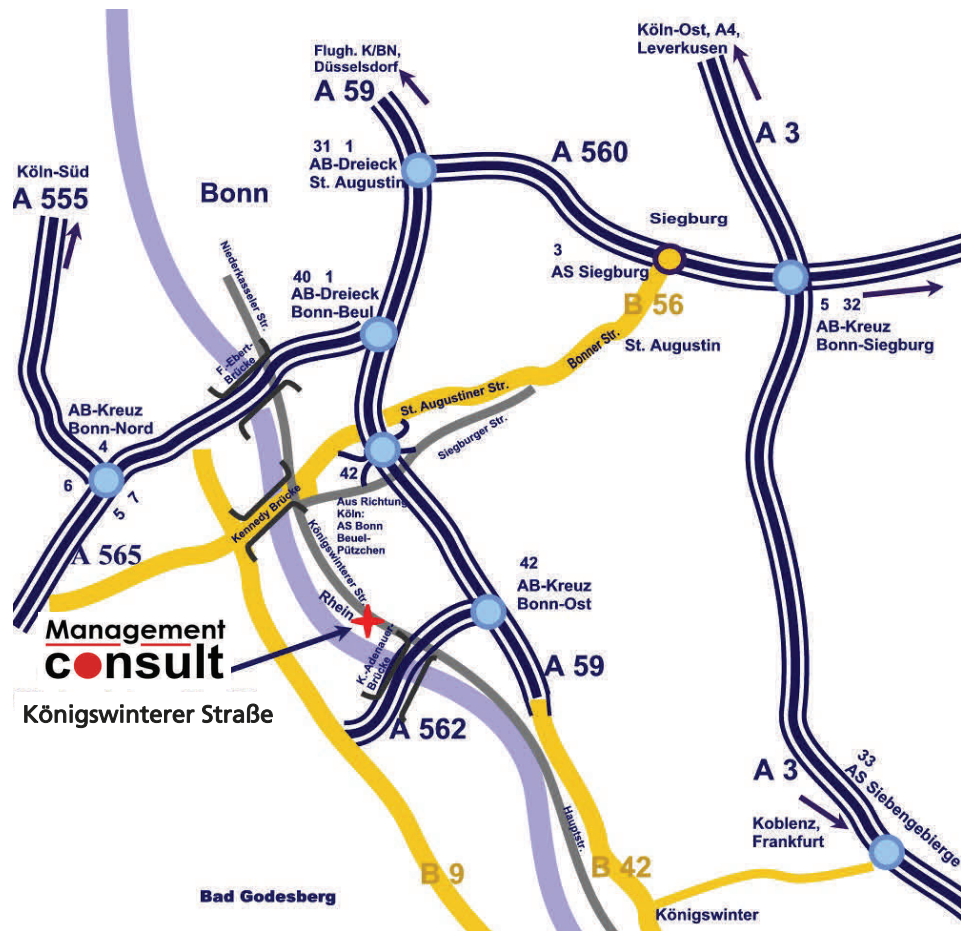 Köln-Ost, A4,
Leverkusen
Flugh. K/BN,
Düsselsdorf
A 59
A 3
31 1
AB-Dreieck
St. Augustin
A 560
Köln-Süd
A 555
Bonn
Siegburg
Niederkasseler Str.
3
AS Siegburg
40 1
AB-Dreieck
Bonn-Beul
B 56
5 32
AB-Kreuz
Bonn-Siegburg
F.-Ebert-
Brücke
Bonner Str.
St. Augustin
St. Augustiner Str.
Siegburger Str.
AB-Kreuz
Bonn-Nord
4
6
5 7
42
Aus Richtung
Köln:
AS Bonn
Beuel-
Pützchen
Kennedy Brücke
Königswinterer Str.
A 565
42
AB-Kreuz
Bonn-Ost
Rhein
Management
consult
Königswinterer Straße
K.-Adenauer-
Brücke
A 59
A 562
A 3
33
AS Siebengebierge
Koblenz,
Frankfurt
Hauptstr.
B 9
B 42
Bad Godesberg
Königswinter